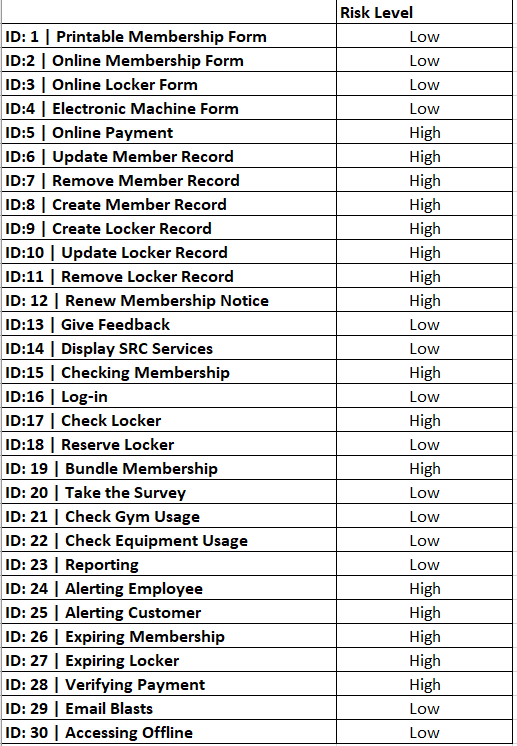 Risk Level
ID: 1 | Printable Membership Form Low
ID:2 | Online Membership Form Low
ID:3 | Online Locker Form Low
ID:4 | Electronic Machine Form Low
ID:5 | Online Payment High
ID:6 | Update Member Record High
ID:7 | Remove Member Record High
ID:8 | Create Member Record High
ID:9 | Create Locker Record High
ID:10 | Update Locker Record High
ID:11 | Remove Locker Record High
ID: 12 | Renew Membership Notice High
ID:13 | Give Feedback Low
ID:14 | Display SRC Services Low
ID:15 | Checking Membership High
ID:16 | Log-in Low
ID:17 | Check Locker High
ID:18 | Reserve Locker Low
ID: 19 | Bundle Membership High
ID: 20 | Take the Survey Low
ID: 21 | Check Gym Usage Low
ID: 22 | Check Equipment Usage Low
ID: 23 | Reporting Low
ID: 24 | Alerting Employee High
ID: 25 | Alerting Customer High
ID: 26 | Expiring Membership High
ID: 27 | Expiring Locker High
ID: 28 | Verifying Payment High
ID: 29 | Email Blasts Low
ID: 30 | Accessing Offline Low